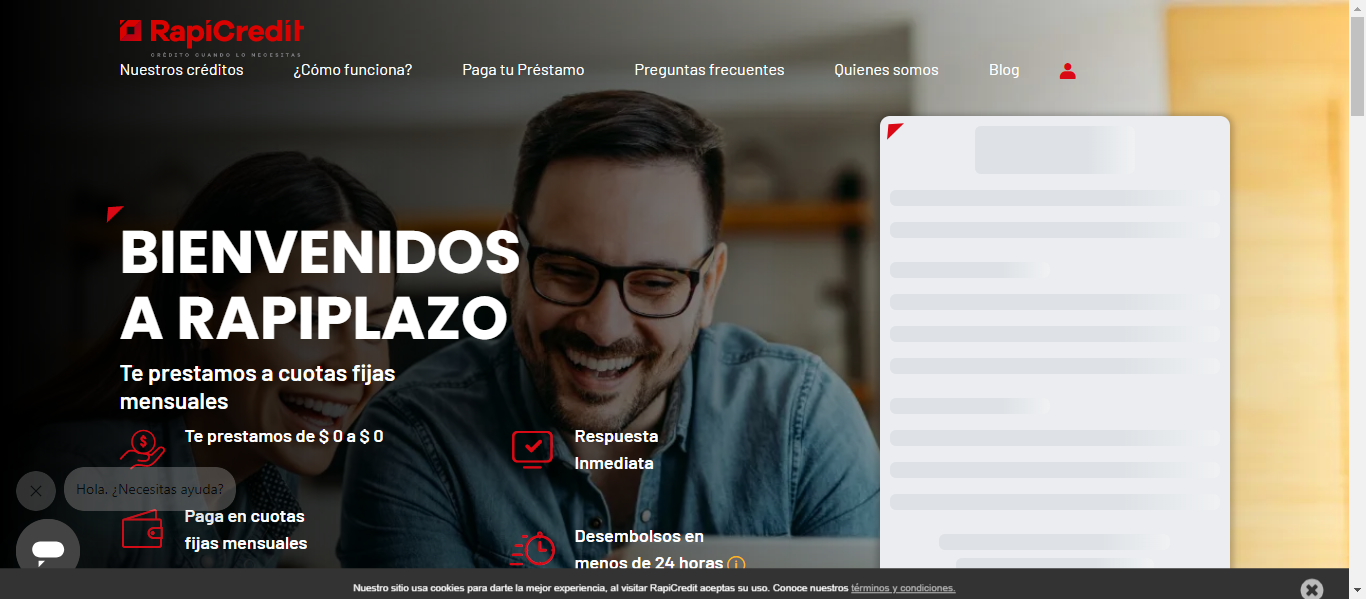 RapiCredit
CRÉDITO CUANDO LO NECESITAS
Nuestros créditos
¿Cómo funciona?
Paga tu Préstamo
Preguntas frecuentes
Quienes somos
Blog
BIENVENIDOS
A RAPIPLAZO
Te prestamos a cuotas fijas
mensuales
Te prestamos de $ 0 a $ 0
Respuesta
Inmediata
Hola. ¿Necesitas ayuda?
Paga en cuotas
fijas mensuales
Desembolsos en
menos de 24 horas
Nuestro sitio usa cookies para darte la mejor experiencia, al visitar RapiCredit aceptas su uso. Conoce nuestros términos y condiciones.